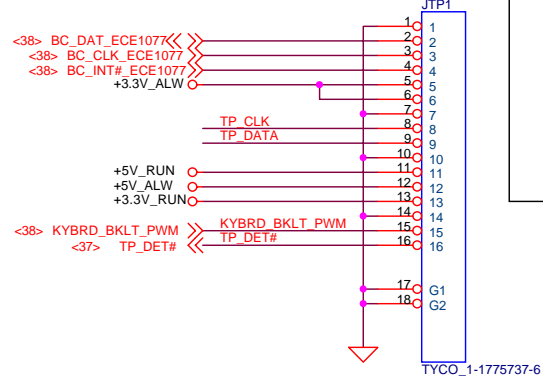 JTP1
1 1
<38> BC_DAT_ECE1077 2 2
<38> BC_CLK_ECE1077 3 3
<38> BC_INT#_ECE1077 4 4
+3.3V_ALW 5 5
6 6
7 7
TP_CLK 8 8
TP_DATA 9 9
10 10
+5V_RUN 11 11
+5V_ALW 12 12
+3.3V_RUN 13 13
14 14
<38> KYBRD_BKLT_PWM KYBRD_BKLT_PWM 15 15
<37> TP_DET# TP_DET# 16 16
17 G1
18 G2
TYCO_1-1775737-6